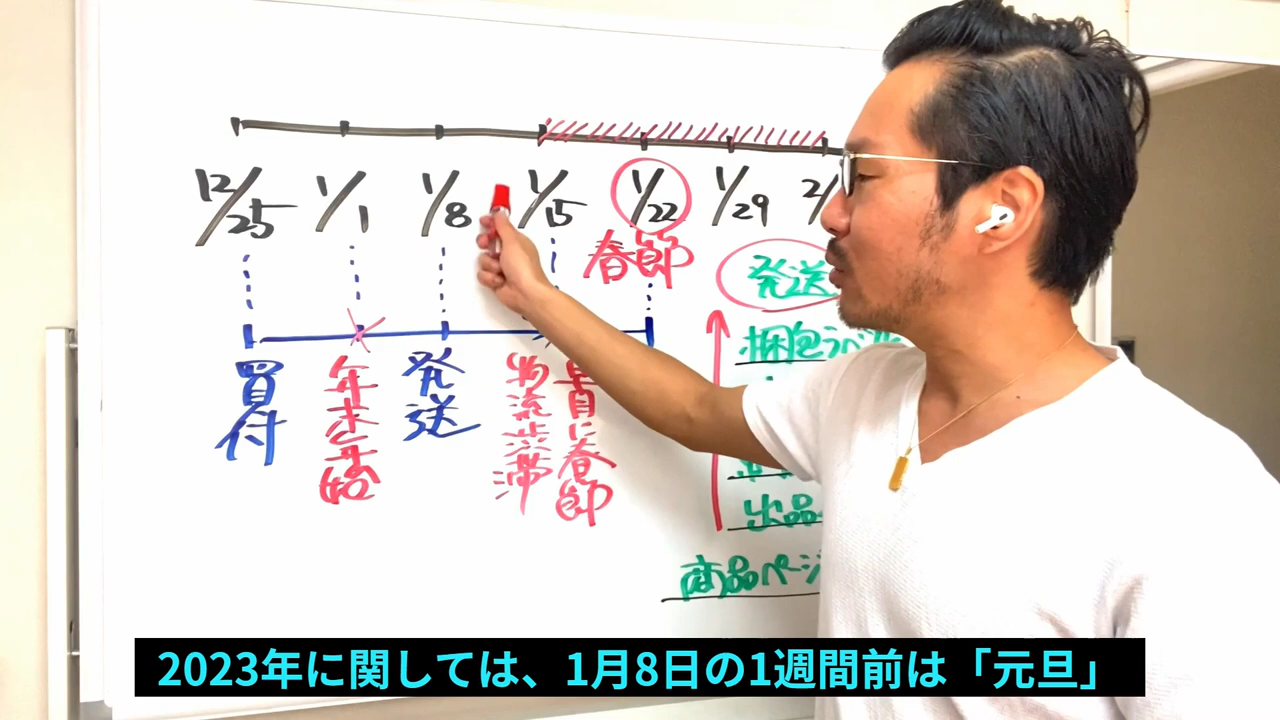 12/25 1/1 1/8 1/15 1/22 1/29 2/
春節
発送
梱包ラベル
買付
年末年始
発送
物流渋滞
春節
出品
商品ページ
2023年に関しては、1月8日の1週間前は「元旦」